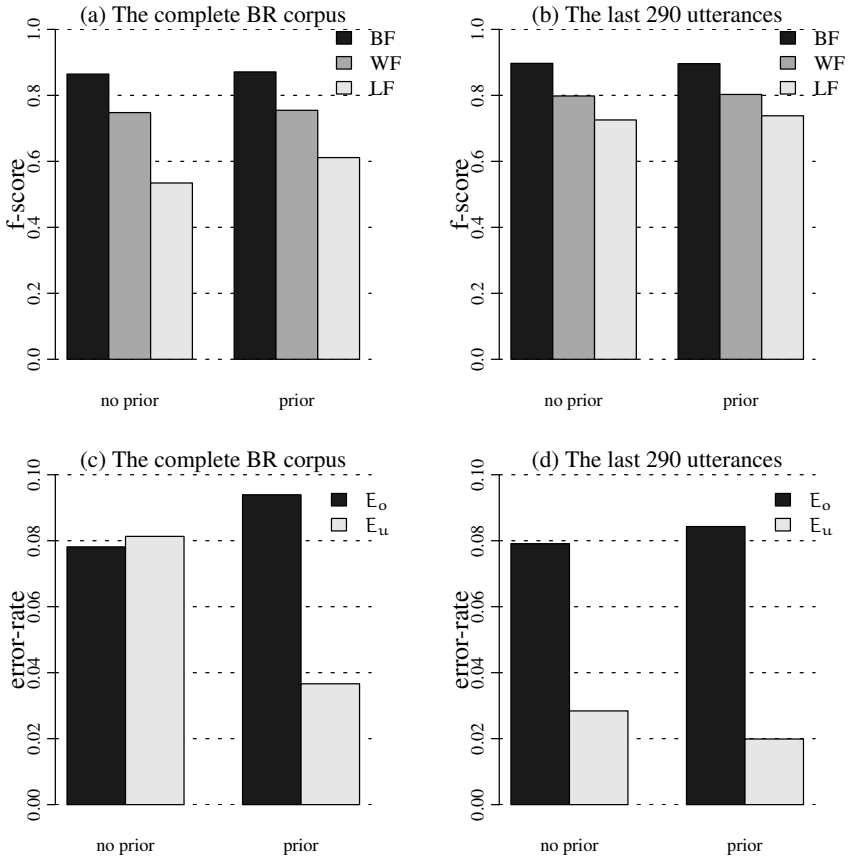 (a) The complete BR corpus
BF
WF
LF
f-score
0.0 0.2 0.4 0.6 0.8 1.0
no prior prior
(b) The last 290 utterances
BF
WF
LF
f-score
0.0 0.2 0.4 0.6 0.8 1.0
no prior prior
(c) The complete BR corpus
Eo
Eu
error-rate
0.00 0.02 0.04 0.06 0.08 0.10
no prior prior
(d) The last 290 utterances
Eo
Eu
error-rate
0.00 0.02 0.04 0.06 0.08 0.10
no prior prior